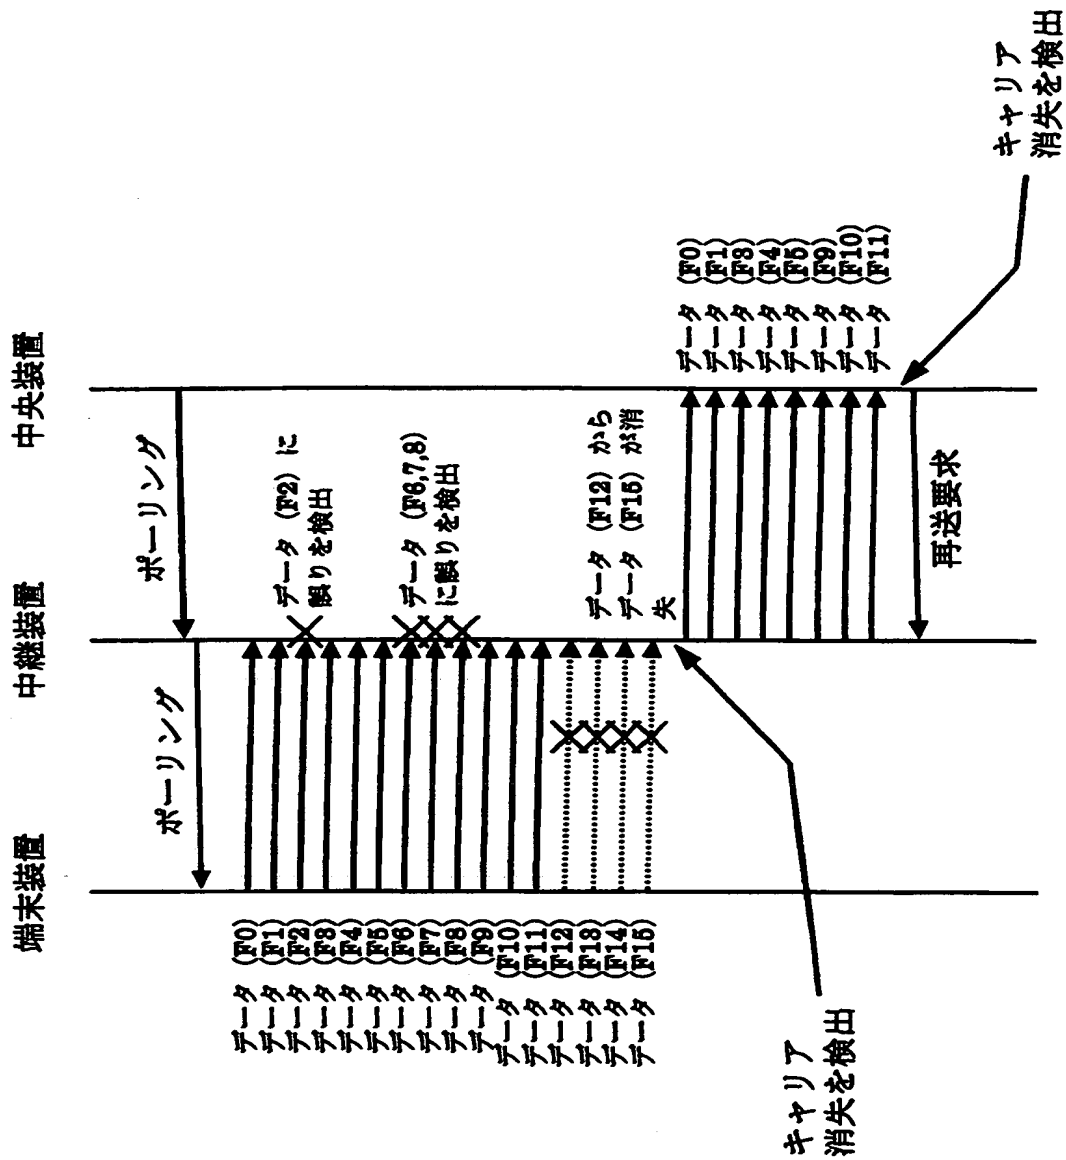 端末装置
中継装置
中央装置
ポーリング
ポーリング
データ (F0)
データ (F1)
データ (F2)
データ (F3)
データ (F4)
データ (F5)
データ (F6)
データ (F7)
データ (F8)
データ (F9)
データ (F10)
データ (F11)
データ (F12)
データ (F13)
データ (F14)
データ (F15)
データ (F2) に
誤りを検出
データ (F6,7,8)
に誤りを検出
データ (F12) から
データ (F15) が消
失
キャリア
消失を検出
データ (F0)
データ (F1)
データ (F3)
データ (F4)
データ (F5)
データ (F9)
データ (F10)
データ (F11)
再送要求
キャリア
消失を検出